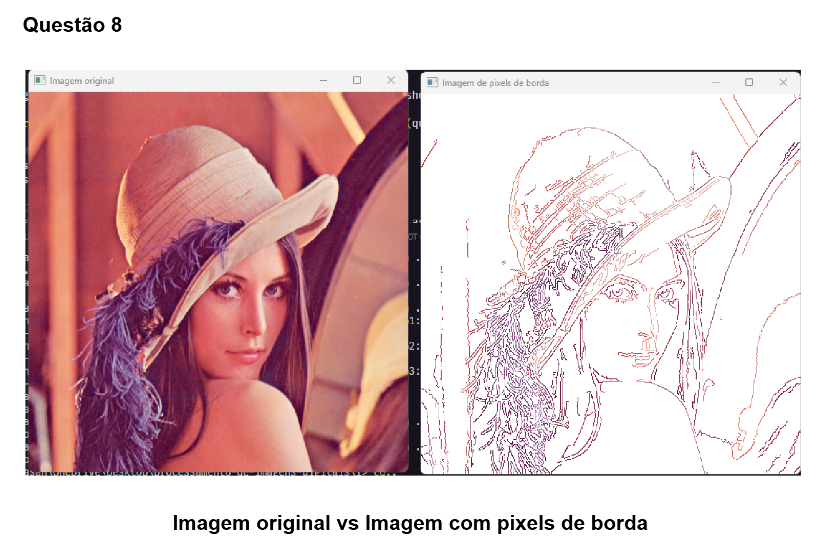 Questão 8
Imagem original
Imagem de pixels de borda
Imagem original vs Imagem com pixels de borda